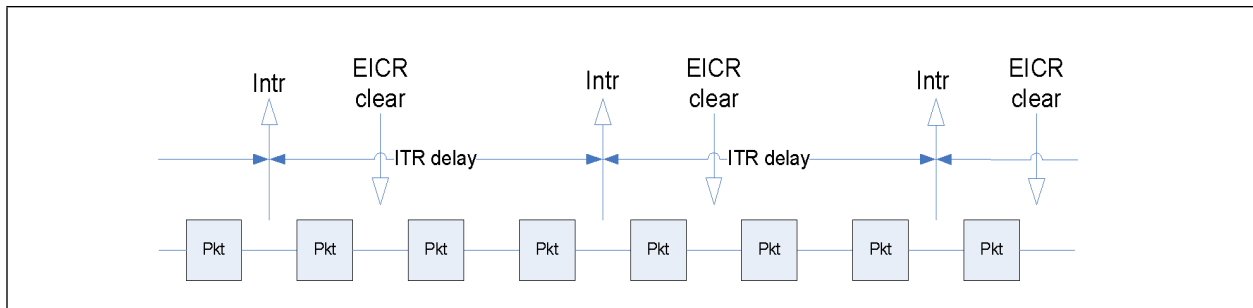 Intr
EICR
clear
Intr
EICR
clear
Intr
EICR
clear
ITR delay
ITR delay
Pkt
Pkt
Pkt
Pkt
Pkt
Pkt
Pkt
Pkt